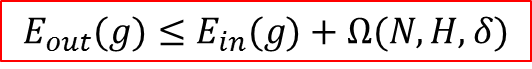 E_out(g) ≤ E_in(g) + Ω(N, H, δ)